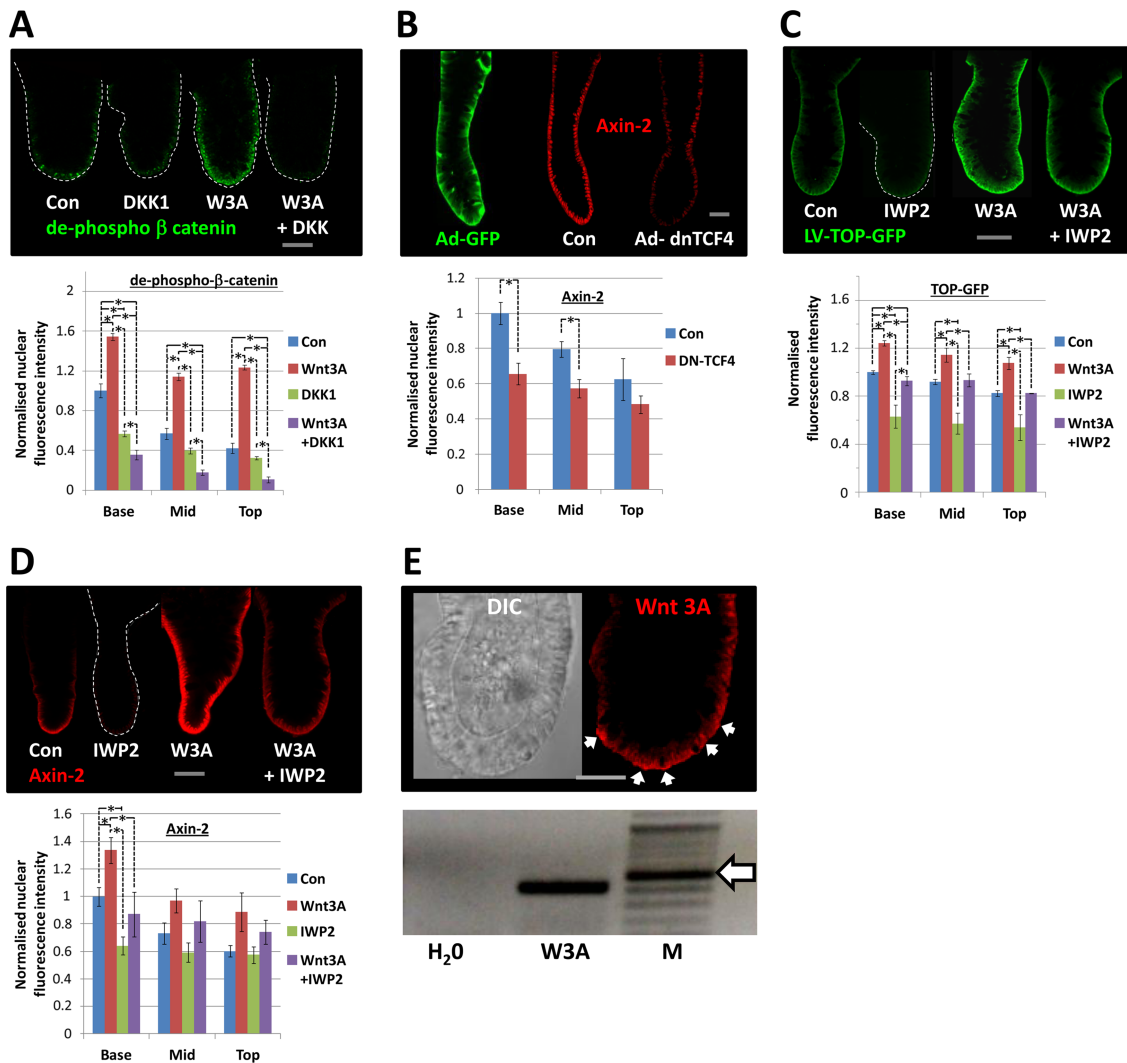 A
Con
DKK1
W3A
W3A
+ DKK
de-phospho β catenin
de-phospho-β-catenin
Normalised nuclear
fluorescence intensity
2
1.6
1.2
0.8
0.4
0
* * * * * * *
* * * * *
* * * * *
Base
Mid
Top
Con
Wnt3A
DKK1
Wnt3A
+DKK1
B
Axin-2
Ad-GFP
Con
Ad- dnTCF4
Axin-2
Normalised nuclear
fluorescence intensity
1.2
1
0.8
0.6
0.4
0.2
0
*
*
Base
Mid
Top
Con
DN-TCF4
C
Con
IWP2
W3A
W3A
+ IWP2
LV-TOP-GFP
TOP-GFP
Normalised
fluorescence intensity
1.6
1.2
0.8
0.4
0
Base
Mid
Top
Con
Wnt3A
IWP2
Wnt3A
+IWP2
D
Con
IWP2
W3A
W3A
+ IWP2
Axin-2
Axin-2
Normalised nuclear
fluorescence intensity
1.6
1.4
1.2
1
0.8
0.6
0.4
0.2
0
* * * *
Base
Mid
Top
Con
Wnt3A
IWP2
Wnt3A
+IWP2
E
DIC
Wnt 3A
H20
W3A
M